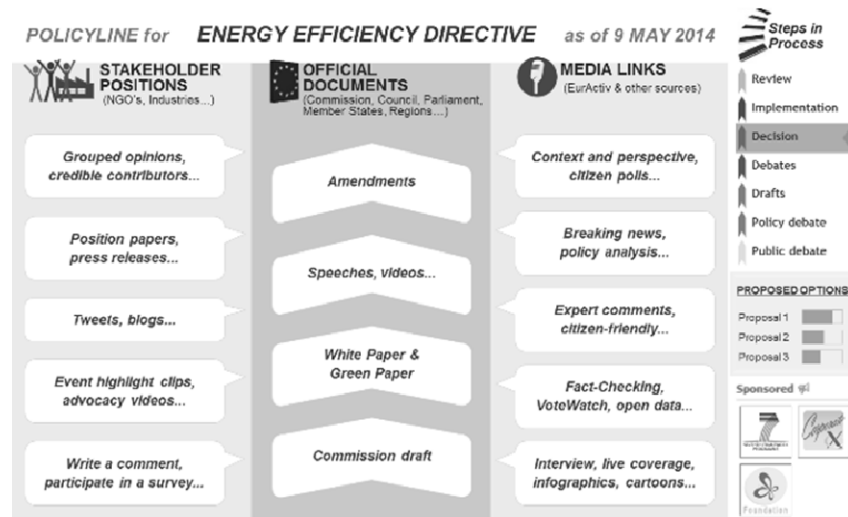 POLICYLINE for ENERGY EFFICIENCY DIRECTIVE as of 9 MAY 2014
STAKEHOLDER
POSITIONS
(NGO's, Industries...)
Grouped opinions,
credible contributors...
Position papers,
press releases...
Tweets, blogs...
Event highlight clips,
advocacy videos...
Write a comment,
participate in a survey...
OFFICIAL
DOCUMENTS
(Commission, Council, Parliament,
Member States, Regions...)
Amendments
Speeches, videos...
White Paper &
Green Paper
Commission draft
MEDIA LINKS
(EurActiv & other sources)
Context and perspective,
citizen polls...
Breaking news,
policy analysis...
Expert comments,
citizen-friendly...
Fact-Checking,
VoteWatch, open data...
Interview, live coverage,
infographics, cartoons...
Steps in
Process
Review
Implementation
Decision
Debates
Drafts
Policy debate
Public debate
PROPOSED OPTIONS
Proposal 1
Proposal 2
Proposal 3
Sponsored
7
Corporate
X
Foundation